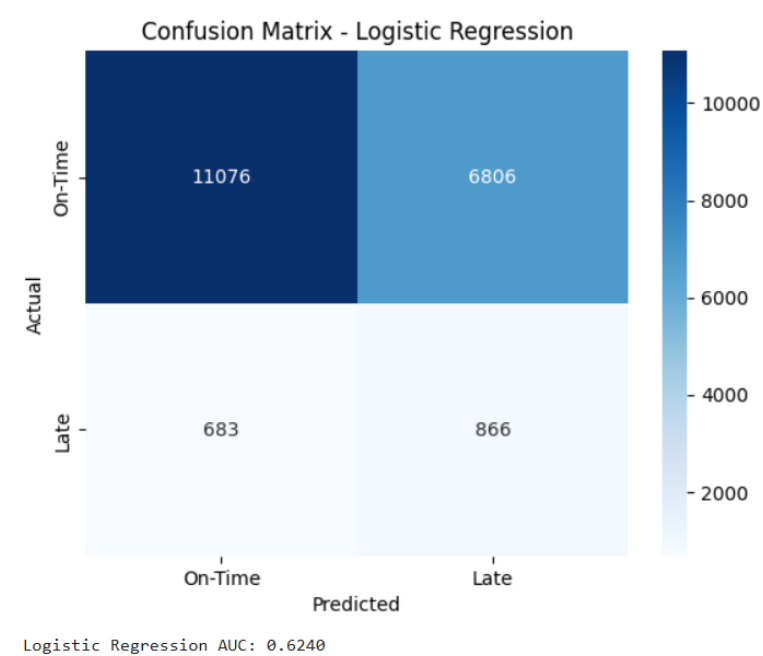 Confusion Matrix - Logistic Regression
On-Time
Late
Actual
11076
6806
683
866
On-Time
Late
Predicted
10000
8000
6000
4000
2000
Logistic Regression AUC: 0.6240